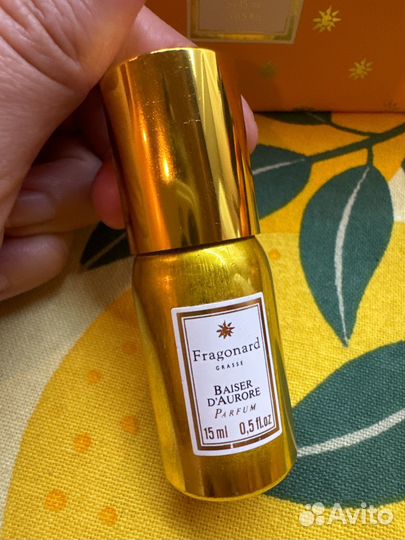 Fragonard
GRASSE
BAISER
D'AURORE
PARFUM
15 ml 0.5 fl.oz
Avito